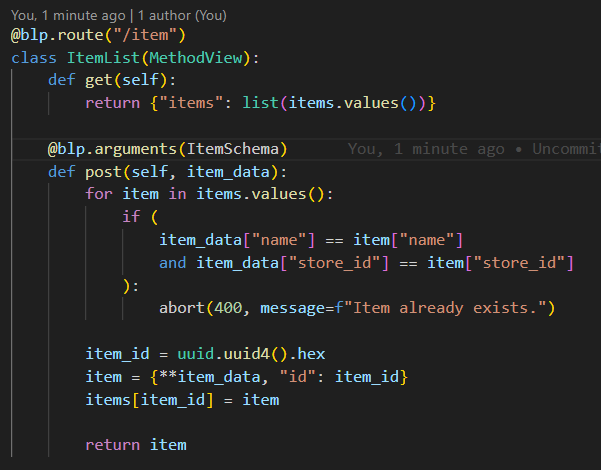 You, 1 minute ago | 1 author (You)
@blp.route("/item")
class ItemList(MethodView):
    def get(self):
        return {"items": list(items.values())}

    @blp.arguments(ItemSchema)     You, 1 minute ago • Uncommit
    def post(self, item_data):
        for item in items.values():
            if (
                item_data["name"] == item["name"]
                and item_data["store_id"] == item["store_id"]
            ):
                abort(400, message=f"Item already exists.")

        item_id = uuid.uuid4().hex
        item = {**item_data, "id": item_id}
        items[item_id] = item

        return item